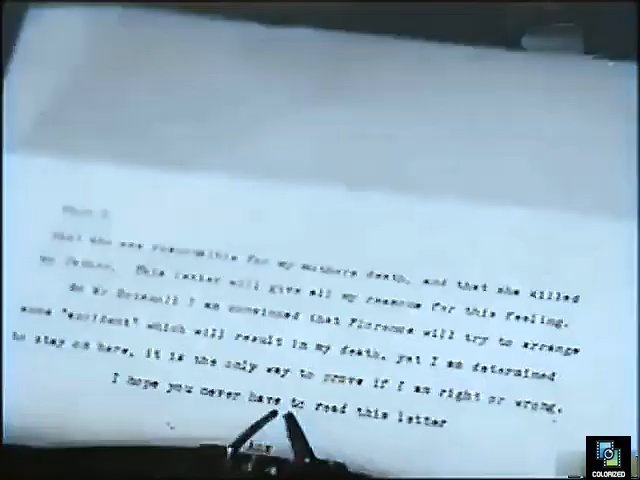 that she was responsible for my mothers death, and that she killed
my father. This letter will give all my reasons for this feeling.
So Mr I am convinced that Florence will try to arrange
some "accident" which will result in my death, yet I am determined
to stay on here, it is the only way to prove if I am right or wrong.
I hope you never have to read this letter
COLORIZED